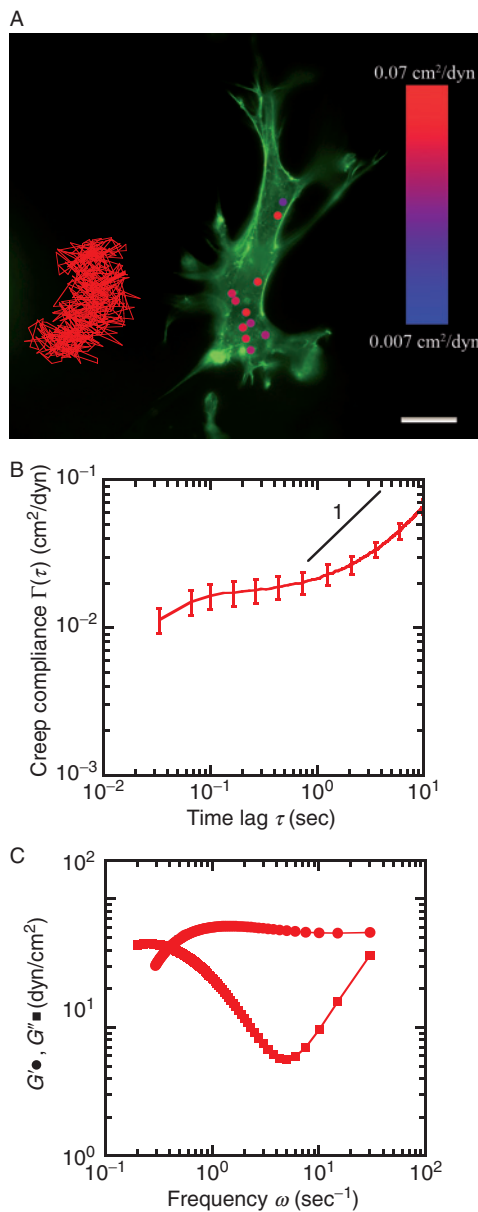 A
0.07 cm²/dyn
0.007 cm²/dyn
B
Creep compliance Γ(τ) (cm²/dyn)
10⁻¹
10⁻²
10⁻³
1
10⁻²
10⁻¹
10⁰
10¹
Time lag τ (sec)
C
G′●, G″■ (dyn/cm²)
10²
10¹
10⁰
10⁻¹
10⁰
10¹
10²
Frequency ω (sec⁻¹)